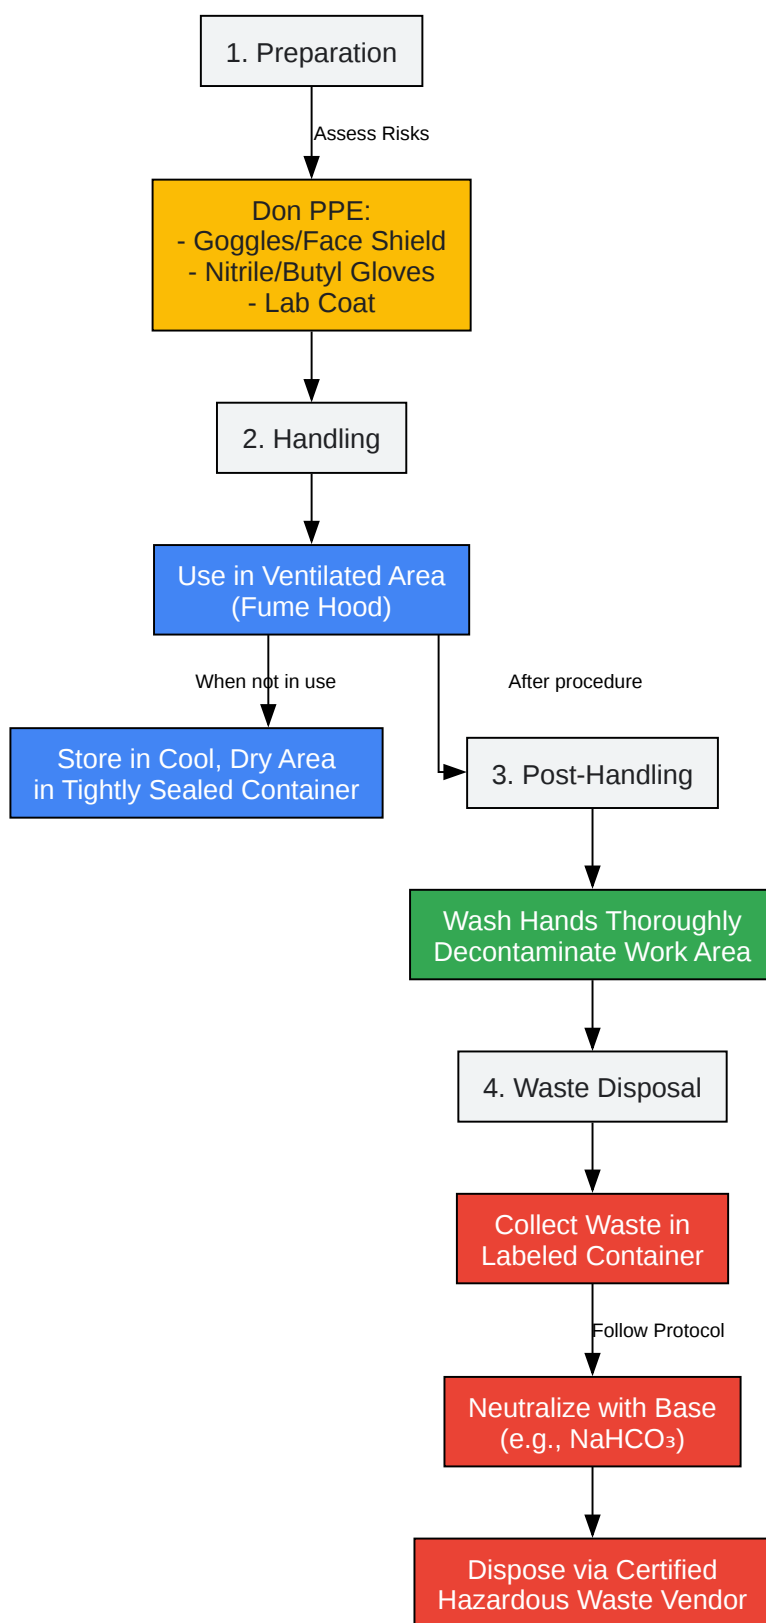 1. Preparation
Assess Risks
Don PPE:
- Goggles/Face Shield
- Nitrile/Butyl Gloves
- Lab Coat
2. Handling
Use in Ventilated Area
(Fume Hood)
When not in use
After procedure
Store in Cool, Dry Area
in Tightly Sealed Container
3. Post-Handling
Wash Hands Thoroughly
Decontaminate Work Area
4. Waste Disposal
Collect Waste in
Labeled Container
Follow Protocol
Neutralize with Base
(e.g., NaHCO₃)
Dispose via Certified
Hazardous Waste Vendor